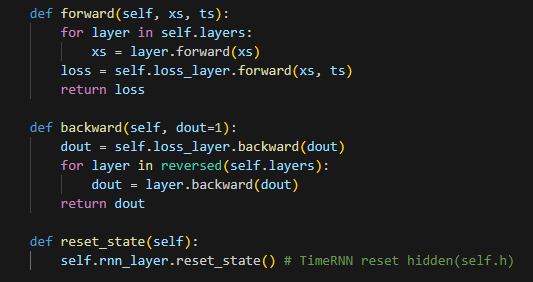 def forward(self, xs, ts):
    for layer in self.layers:
        xs = layer.forward(xs)
    loss = self.loss_layer.forward(xs, ts)
    return loss

def backward(self, dout=1):
    dout = self.loss_layer.backward(dout)
    for layer in reversed(self.layers):
        dout = layer.backward(dout)
    return dout

def reset_state(self):
    self.rnn_layer.reset_state() # TimeRNN reset hidden(self.h)